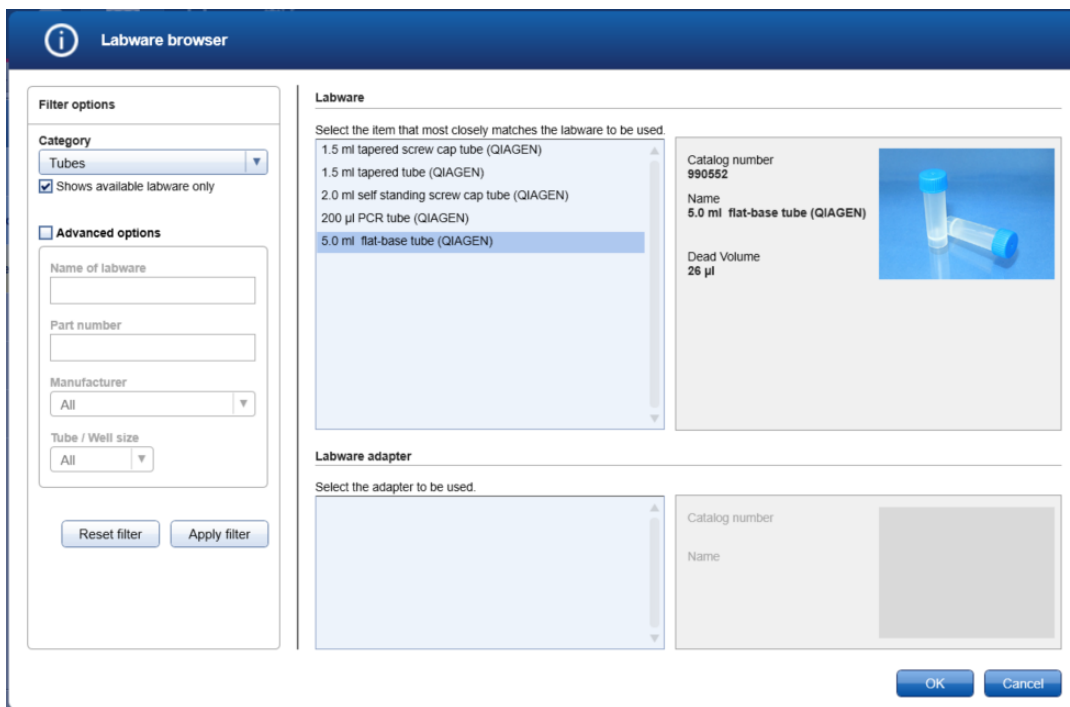 Labware browser
Filter options
Category
Tubes
Shows available labware only
Advanced options
Name of labware
Part number
Manufacturer
All
Tube / Well size
All
Reset filter
Apply filter
Labware
Select the item that most closely matches the labware to be used.
1.5 ml tapered screw cap tube (QIAGEN)
1.5 ml tapered tube (QIAGEN)
2.0 ml self standing screw cap tube (QIAGEN)
200 µl PCR tube (QIAGEN)
5.0 ml  flat-base tube (QIAGEN)
Catalog number
990552
Name
5.0 ml  flat-base tube (QIAGEN)
Dead Volume
26 µl
Labware adapter
Select the adapter to be used.
Catalog number
Name
OK
Cancel